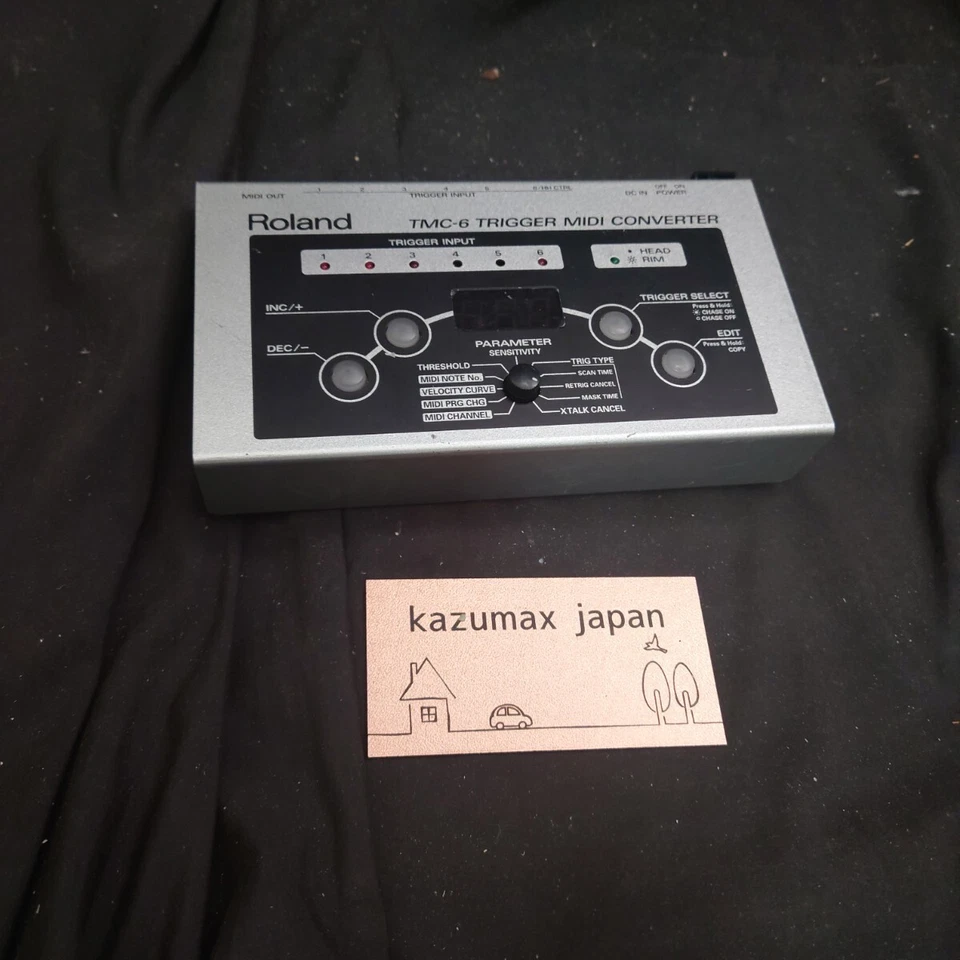 MIDI OUT 1 2 3 4 5 6/HH CTRL DC IN OFF ON
TRIGGER INPUT POWER
Roland TMC-6 TRIGGER MIDI CONVERTER
TRIGGER INPUT
1 2 3 4 5 6
HEAD
RIM
INC/+
DEC/−
TRIGGER SELECT
Press & Hold:
CHASE ON
CHASE OFF
EDIT
Press & Hold:
COPY
PARAMETER
SENSITIVITY
THRESHOLD
MIDI NOTE No.
VELOCITY CURVE
MIDI PRG CHG
MIDI CHANNEL
TRIG TYPE
SCAN TIME
RETRIG CANCEL
MASK TIME
XTALK CANCEL
kazumax japan